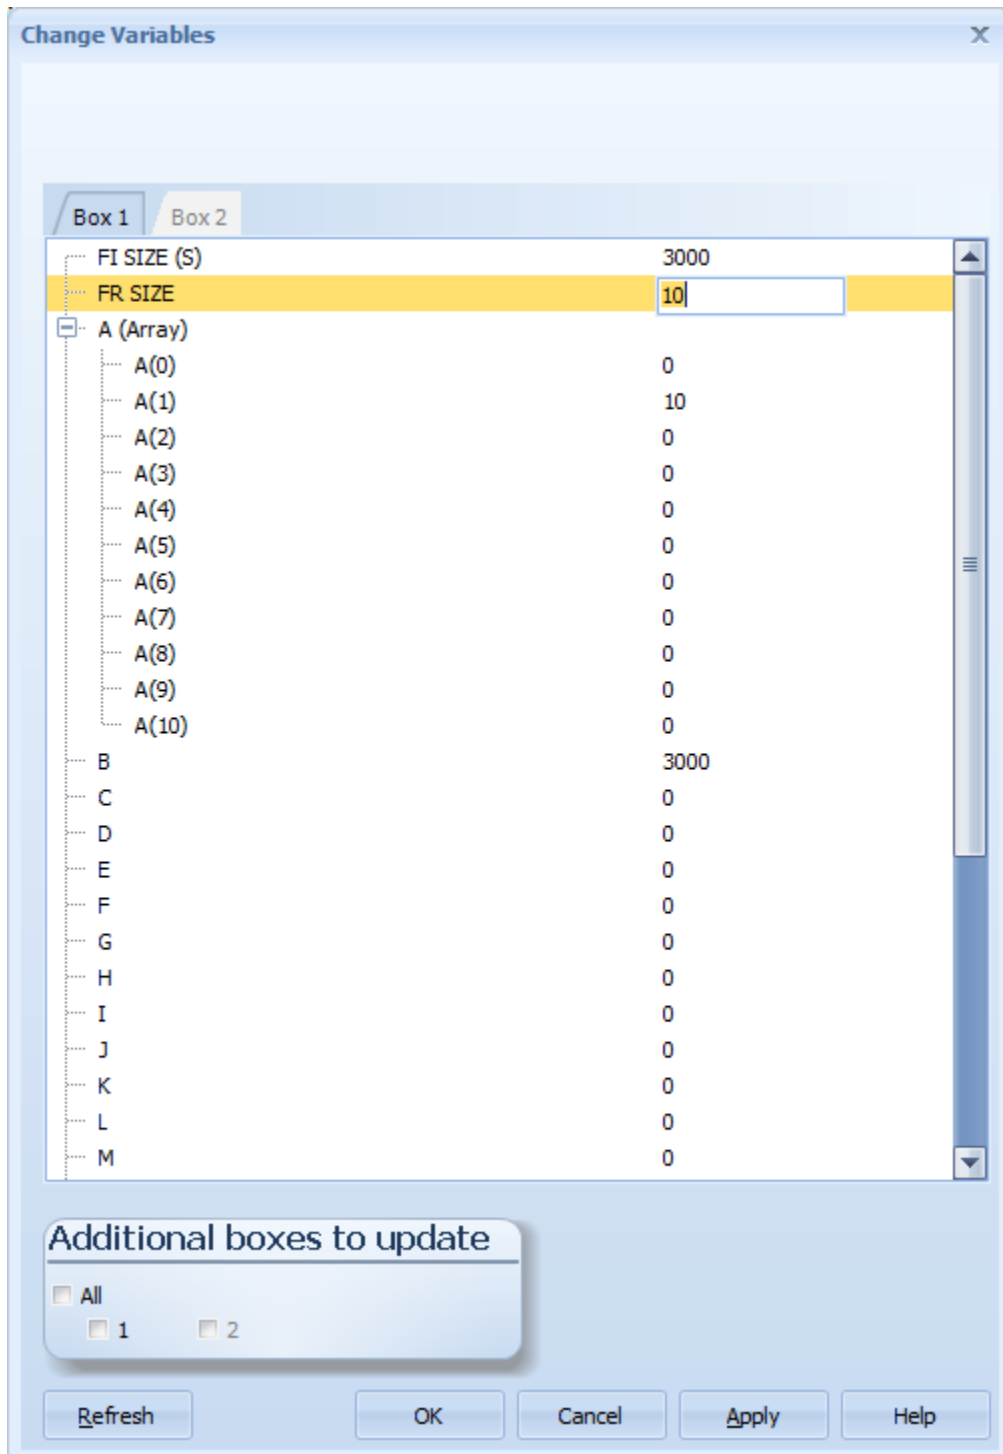 Change Variables x
Box 1 Box 2
FI SIZE (S) 3000
FR SIZE 10
A (Array)
A(0) 0
A(1) 10
A(2) 0
A(3) 0
A(4) 0
A(5) 0
A(6) 0
A(7) 0
A(8) 0
A(9) 0
A(10) 0
B 3000
C 0
D 0
E 0
F 0
G 0
H 0
I 0
J 0
K 0
L 0
M 0
Additional boxes to update
All
1 2
Refresh OK Cancel Apply Help